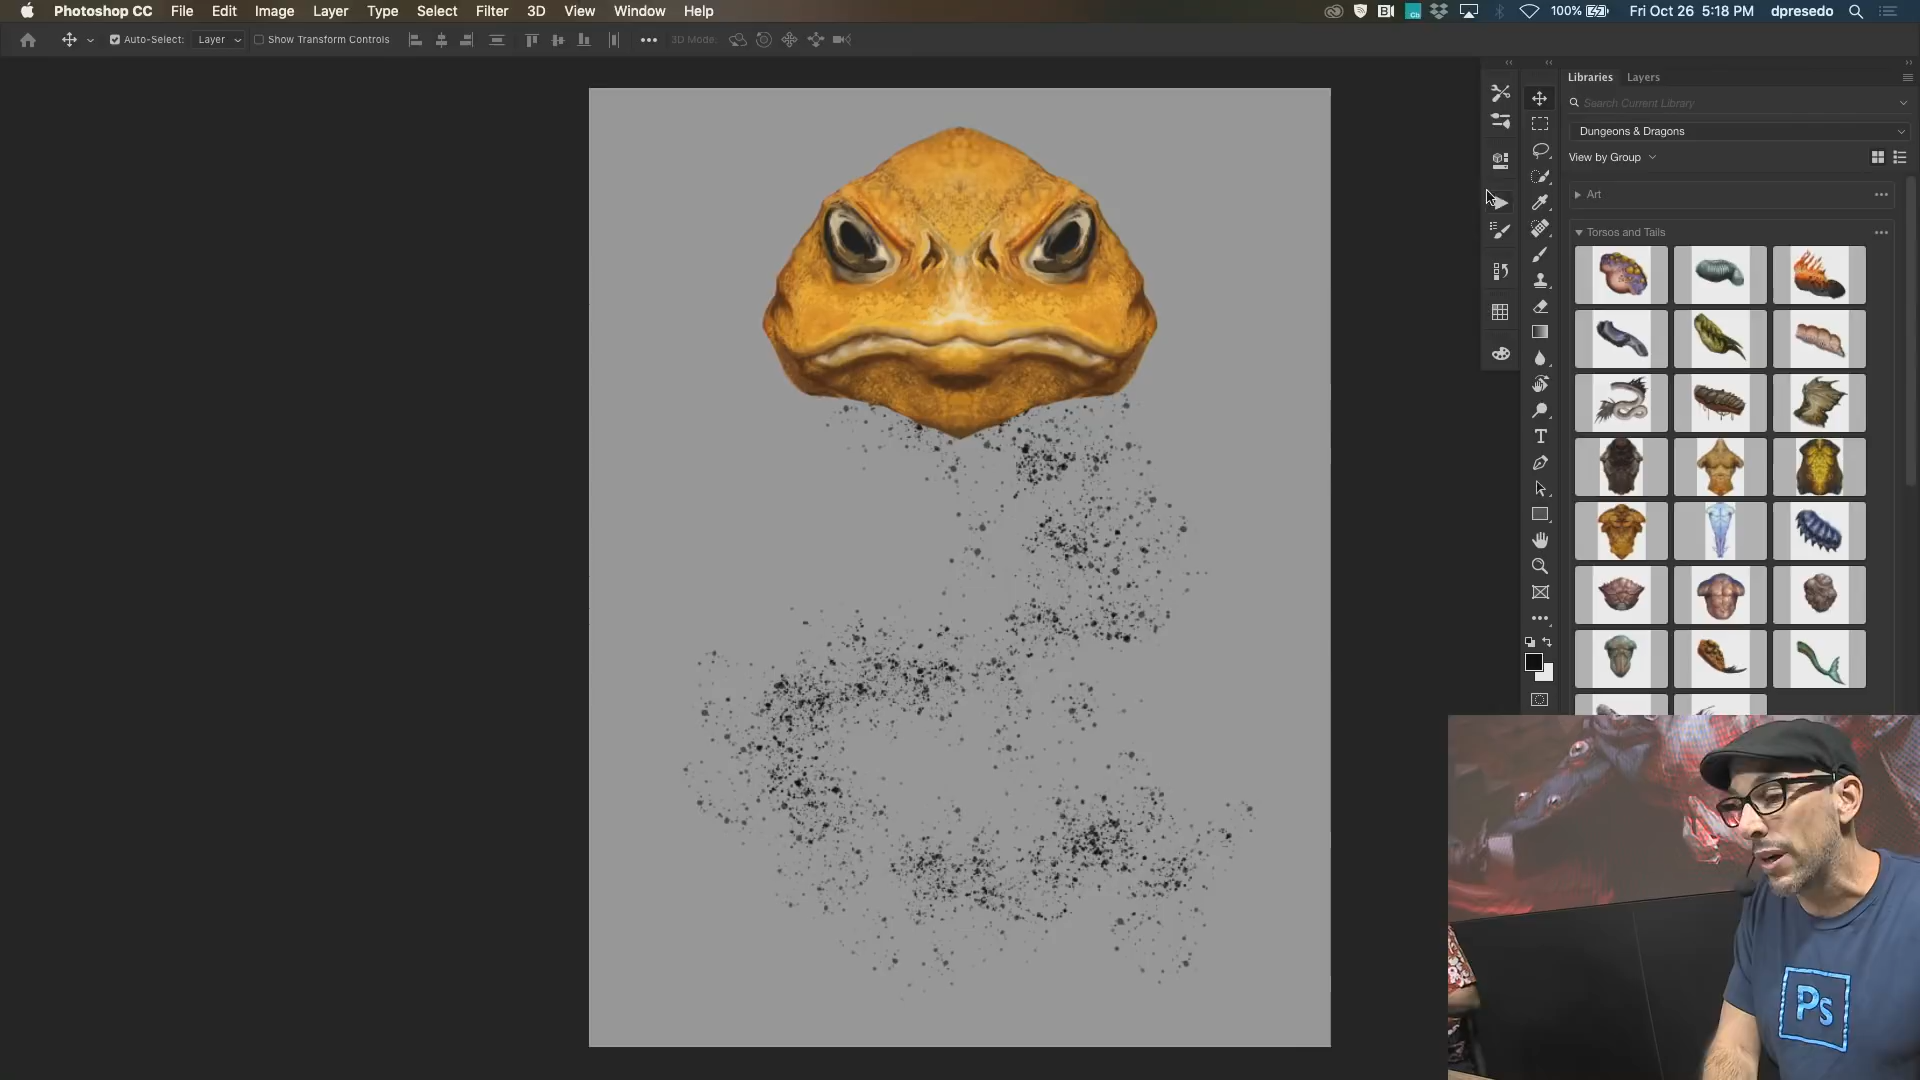 Photoshop CC File Edit Image Layer Type Select Filter 3D View Window Help 100% Fri Oct 26 5:18 PM dpresedo
Auto-Select: Layer Show Transform Controls 3D Mode:
Libraries Layers
Search Current Library
Dungeons & Dragons
View by Group
Art
Torsos and Tails
T
Ps